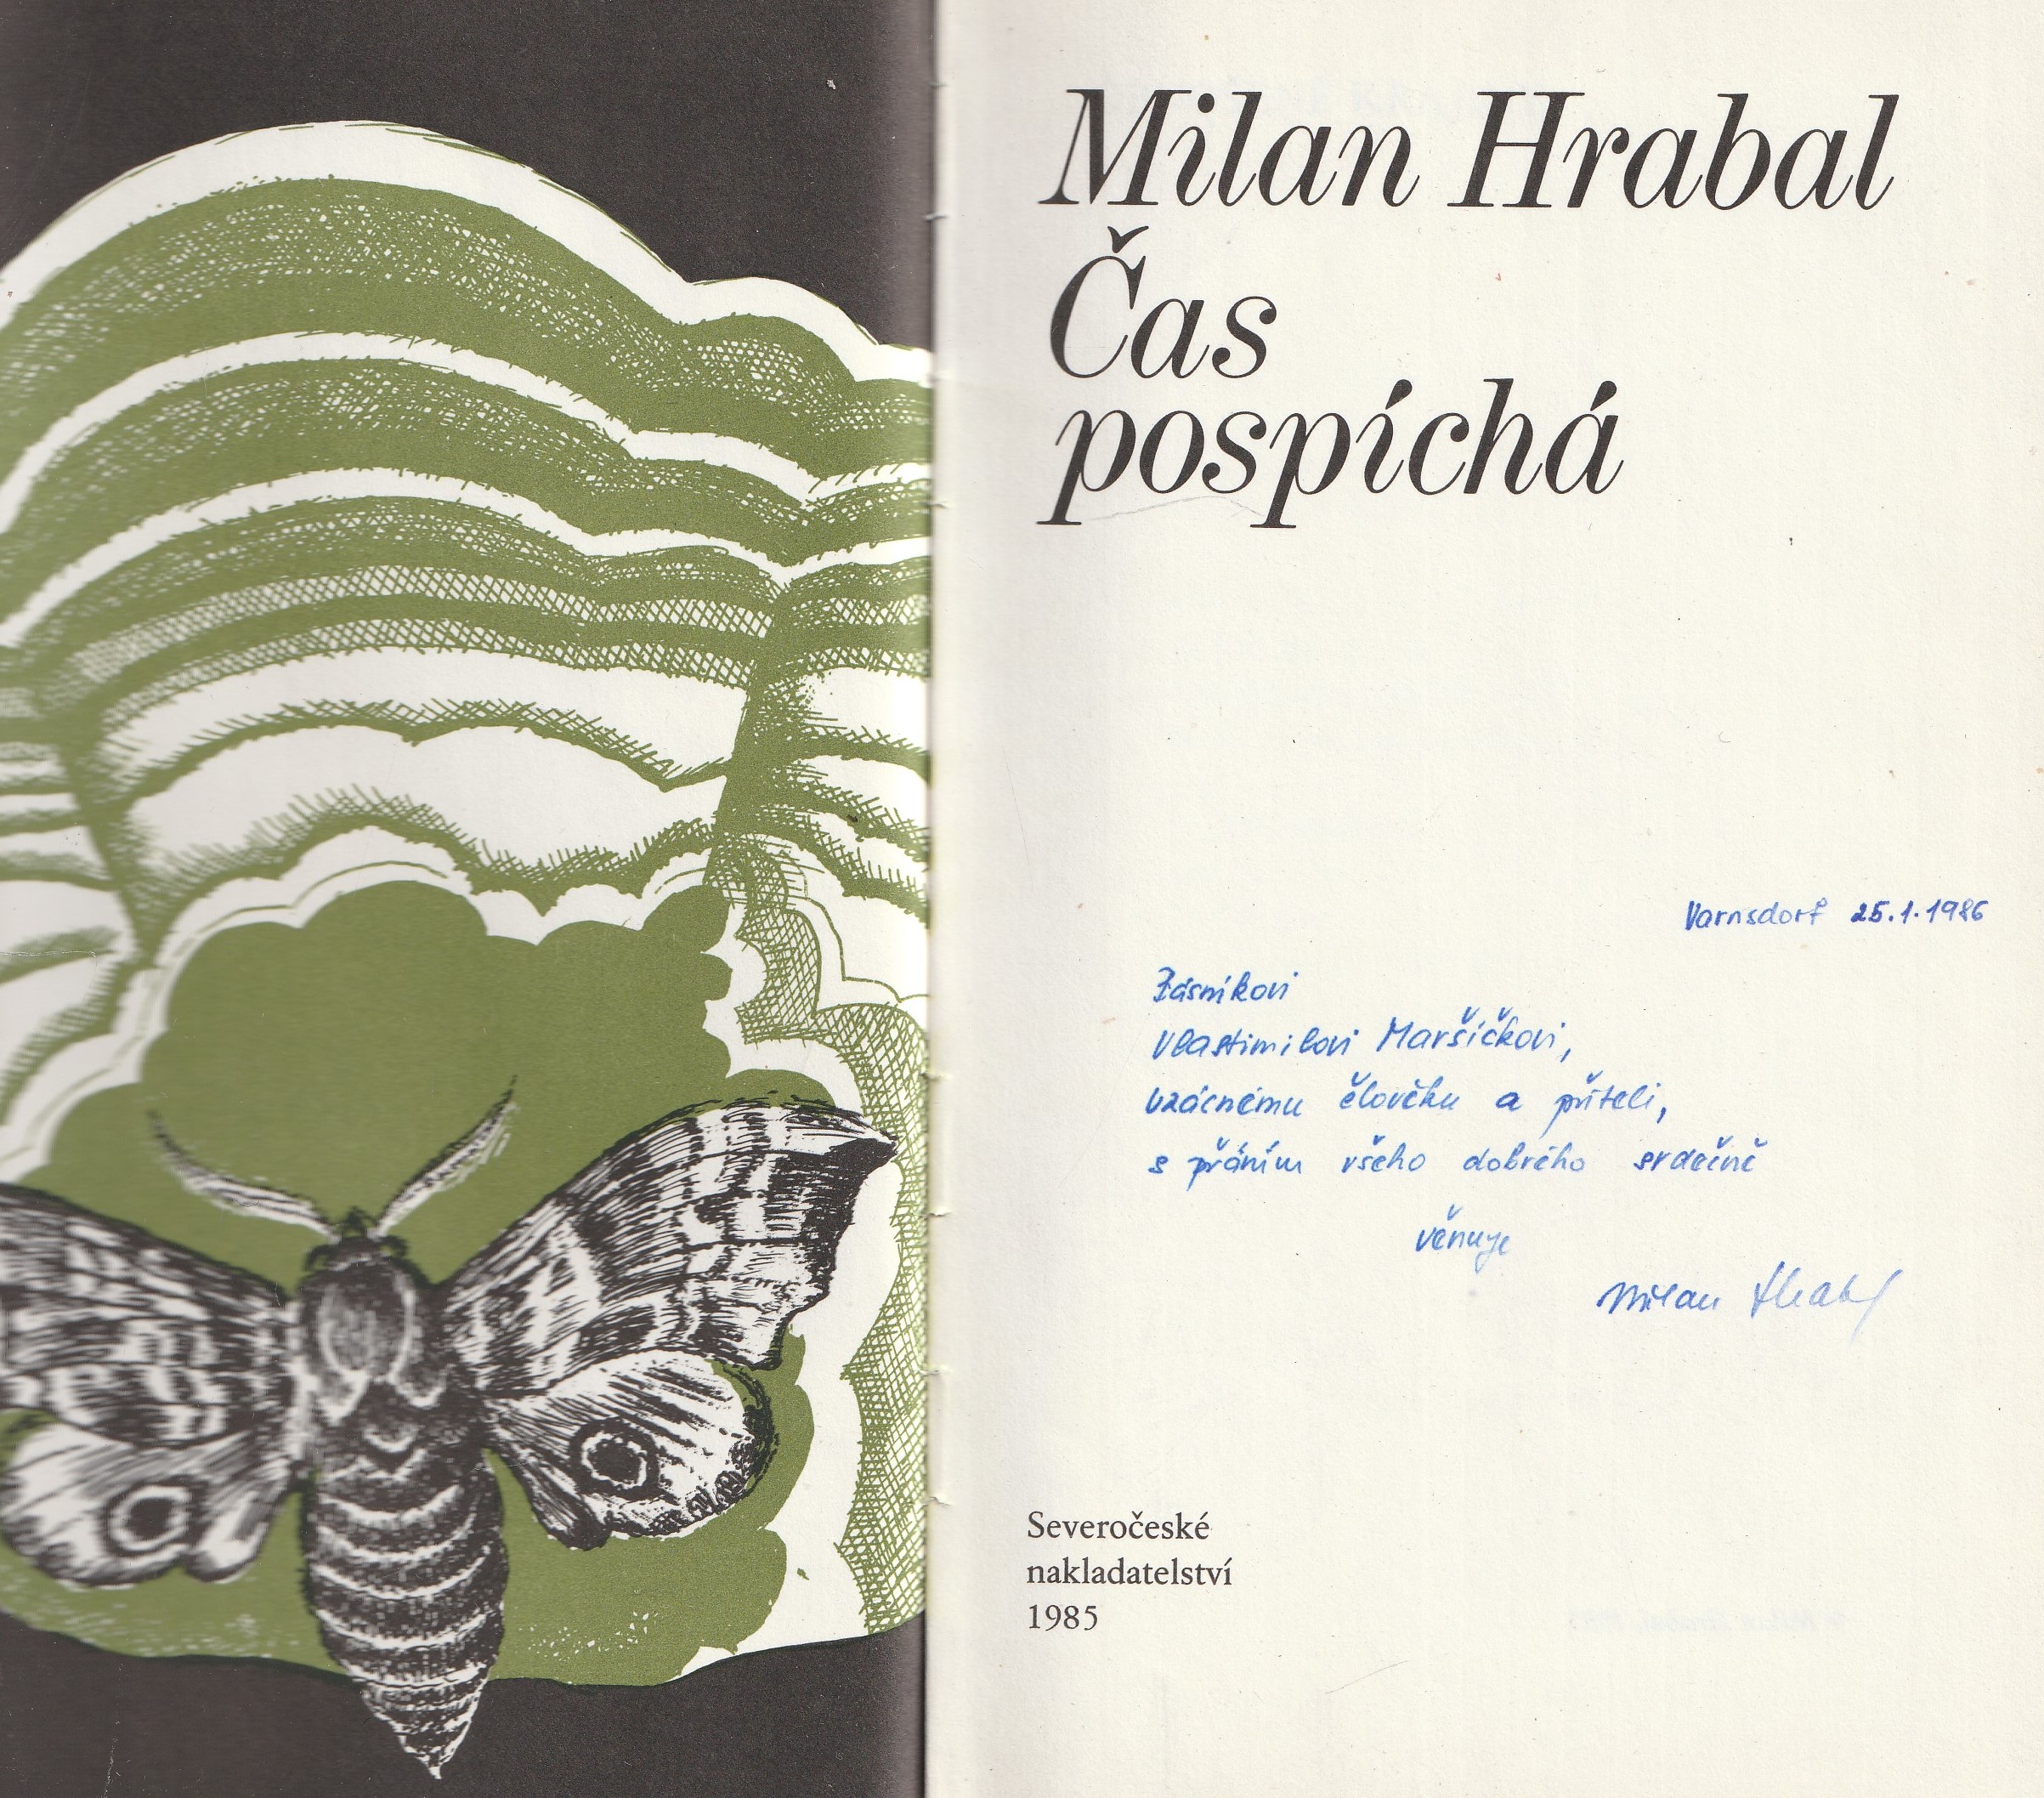 Milan Hrabal
Čas
pospíchá
Varnsdorf 25.1.1986
Básníkovi
Vlastimilovi Maršíčkovi,
vzácnému člověku a příteli,
s přáním všeho dobrého srdečně
věnuje
Milan Hrabal
Severočeské
nakladatelství
1985